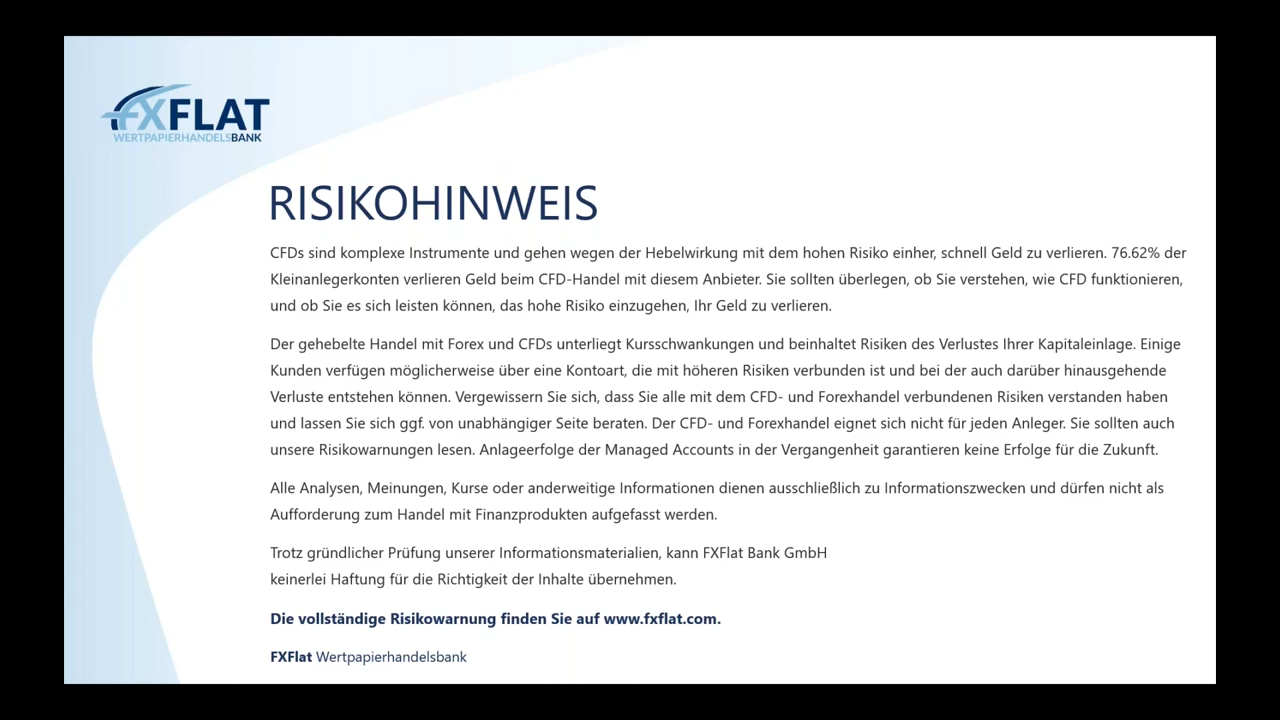 FXFLAT
WERTPAPIERHANDELSBANK
RISIKOHINWEIS
CFDs sind komplexe Instrumente und gehen wegen der Hebelwirkung mit dem hohen Risiko einher, schnell Geld zu verlieren. 76.62% der
Kleinanlegerkonten verlieren Geld beim CFD-Handel mit diesem Anbieter. Sie sollten überlegen, ob Sie verstehen, wie CFD funktionieren,
und ob Sie es sich leisten können, das hohe Risiko einzugehen, Ihr Geld zu verlieren.
Der gehebelte Handel mit Forex und CFDs unterliegt Kursschwankungen und beinhaltet Risiken des Verlustes Ihrer Kapitaleinlage. Einige
Kunden verfügen möglicherweise über eine Kontoart, die mit höheren Risiken verbunden ist und bei der auch darüber hinausgehende
Verluste entstehen können. Vergewissern Sie sich, dass Sie alle mit dem CFD- und Forexhandel verbundenen Risiken verstanden haben
und lassen Sie sich ggf. von unabhängiger Seite beraten. Der CFD- und Forexhandel eignet sich nicht für jeden Anleger. Sie sollten auch
unsere Risikowarnungen lesen. Anlageerfolge der Managed Accounts in der Vergangenheit garantieren keine Erfolge für die Zukunft.
Alle Analysen, Meinungen, Kurse oder anderweitige Informationen dienen ausschließlich zu Informationszwecken und dürfen nicht als
Aufforderung zum Handel mit Finanzprodukten aufgefasst werden.
Trotz gründlicher Prüfung unserer Informationsmaterialien, kann FXFlat Bank GmbH
keinerlei Haftung für die Richtigkeit der Inhalte übernehmen.
Die vollständige Risikowarnung finden Sie auf www.fxflat.com.
FXFlat Wertpapierhandelsbank